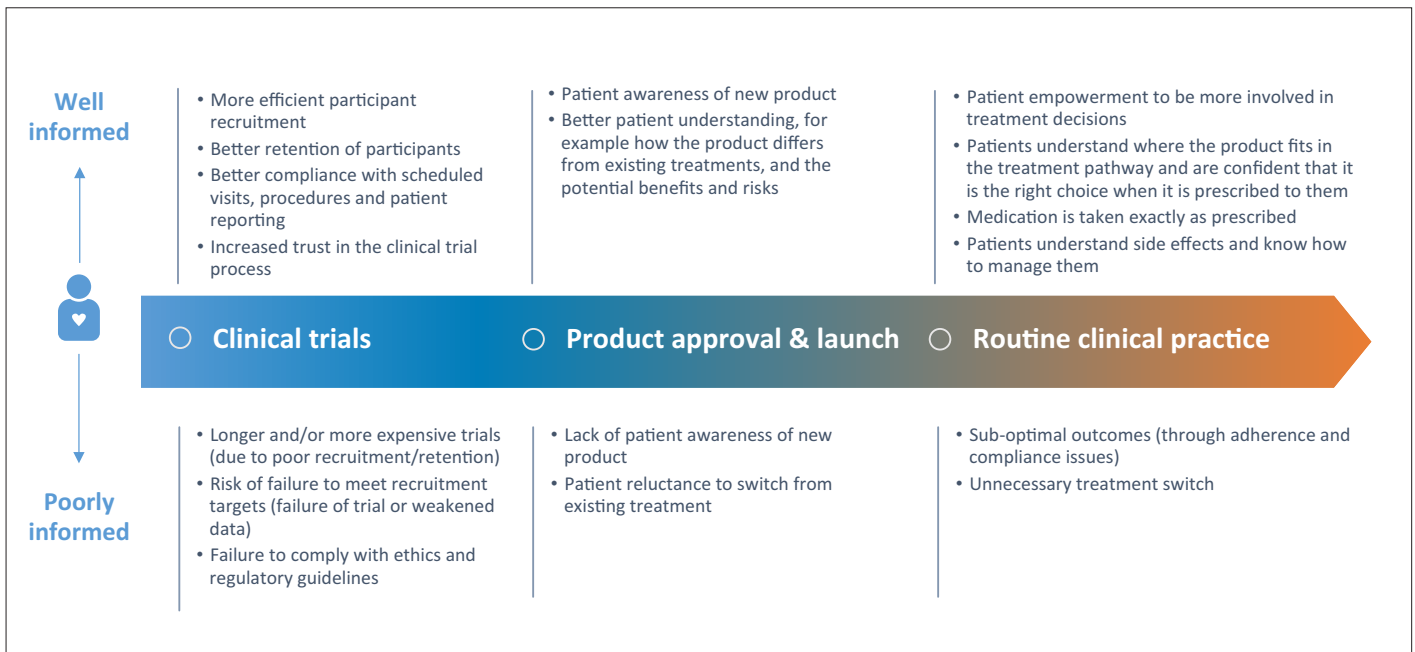 Well
informed
• More efficient participant
recruitment
• Better retention of participants
• Better compliance with scheduled
visits, procedures and patient
reporting
• Increased trust in the clinical trial
process
• Patient awareness of new product
• Better patient understanding, for
example how the product differs
from existing treatments, and the
potential benefits and risks
• Patient empowerment to be more involved in
treatment decisions
• Patients understand where the product fits in
the treatment pathway and are confident that it
is the right choice when it is prescribed to them
• Medication is taken exactly as prescribed
• Patients understand side effects and know how
to manage them
Clinical trials
Product approval & launch
Routine clinical practice
Poorly
informed
• Longer and/or more expensive trials
(due to poor recruitment/retention)
• Risk of failure to meet recruitment
targets (failure of trial or weakened
data)
• Failure to comply with ethics and
regulatory guidelines
• Lack of patient awareness of new
product
• Patient reluctance to switch from
existing treatment
• Sub-optimal outcomes (through adherence and
compliance issues)
• Unnecessary treatment switch